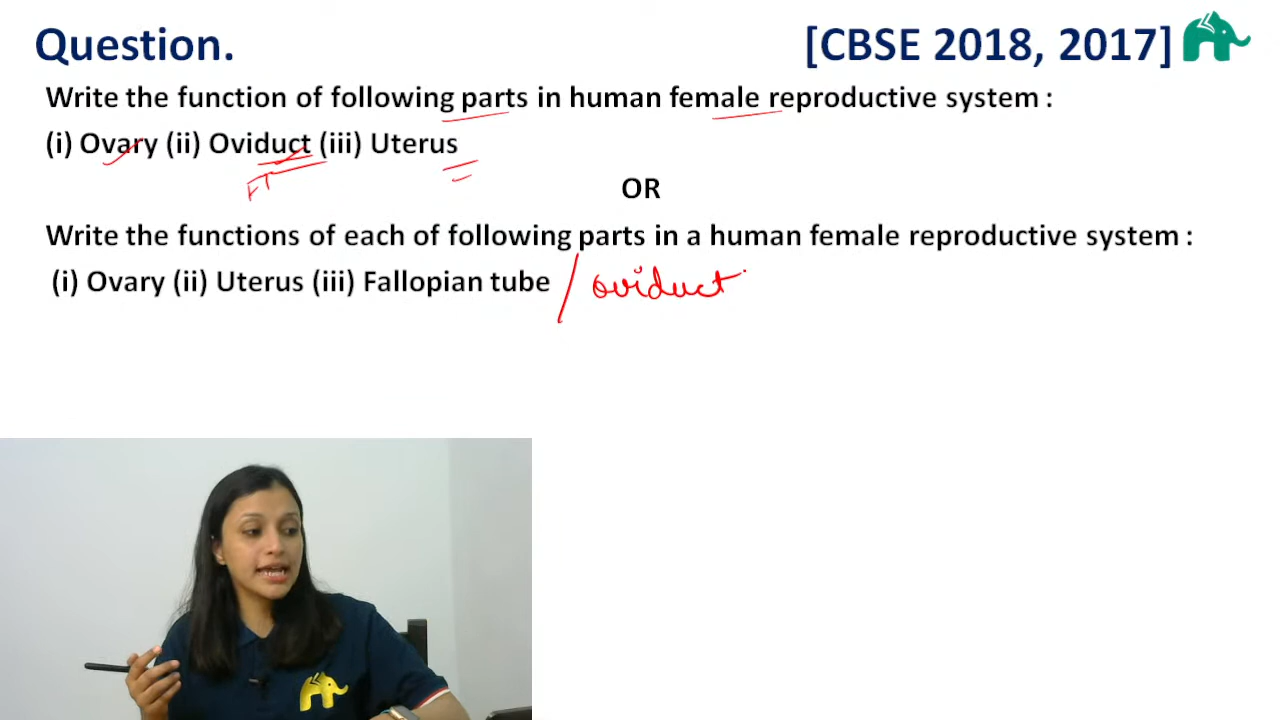 Question. [CBSE 2018, 2017]
Write the function of following parts in human female reproductive system :
(i) Ovary (ii) Oviduct (iii) Uterus
FT
OR
Write the functions of each of following parts in a human female reproductive system :
(i) Ovary (ii) Uterus (iii) Fallopian tube / oviduct